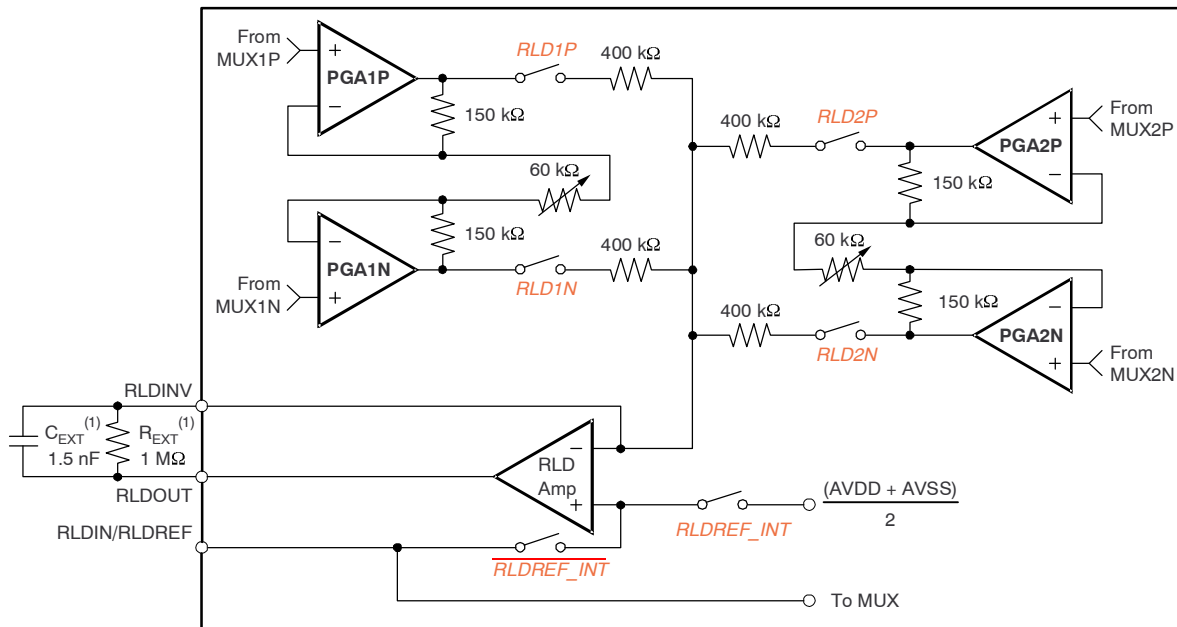 From
MUX1P
+
PGA1P
−
RLD1P
400 kΩ
150 kΩ
60 kΩ
−
PGA1N
+
150 kΩ
400 kΩ
RLD1N
From
MUX1N
400 kΩ
RLD2P
+
PGA2P
−
From
MUX2P
150 kΩ
60 kΩ
150 kΩ
400 kΩ
RLD2N
−
PGA2N
+
From
MUX2N
RLDINV
CEXT(1)
1.5 nF
REXT(1)
1 MΩ
RLDOUT
−
RLD
Amp
+
RLDIN/RLDREF
RLDREF_INT
(AVDD + AVSS)
2
RLDREF_INT
To MUX